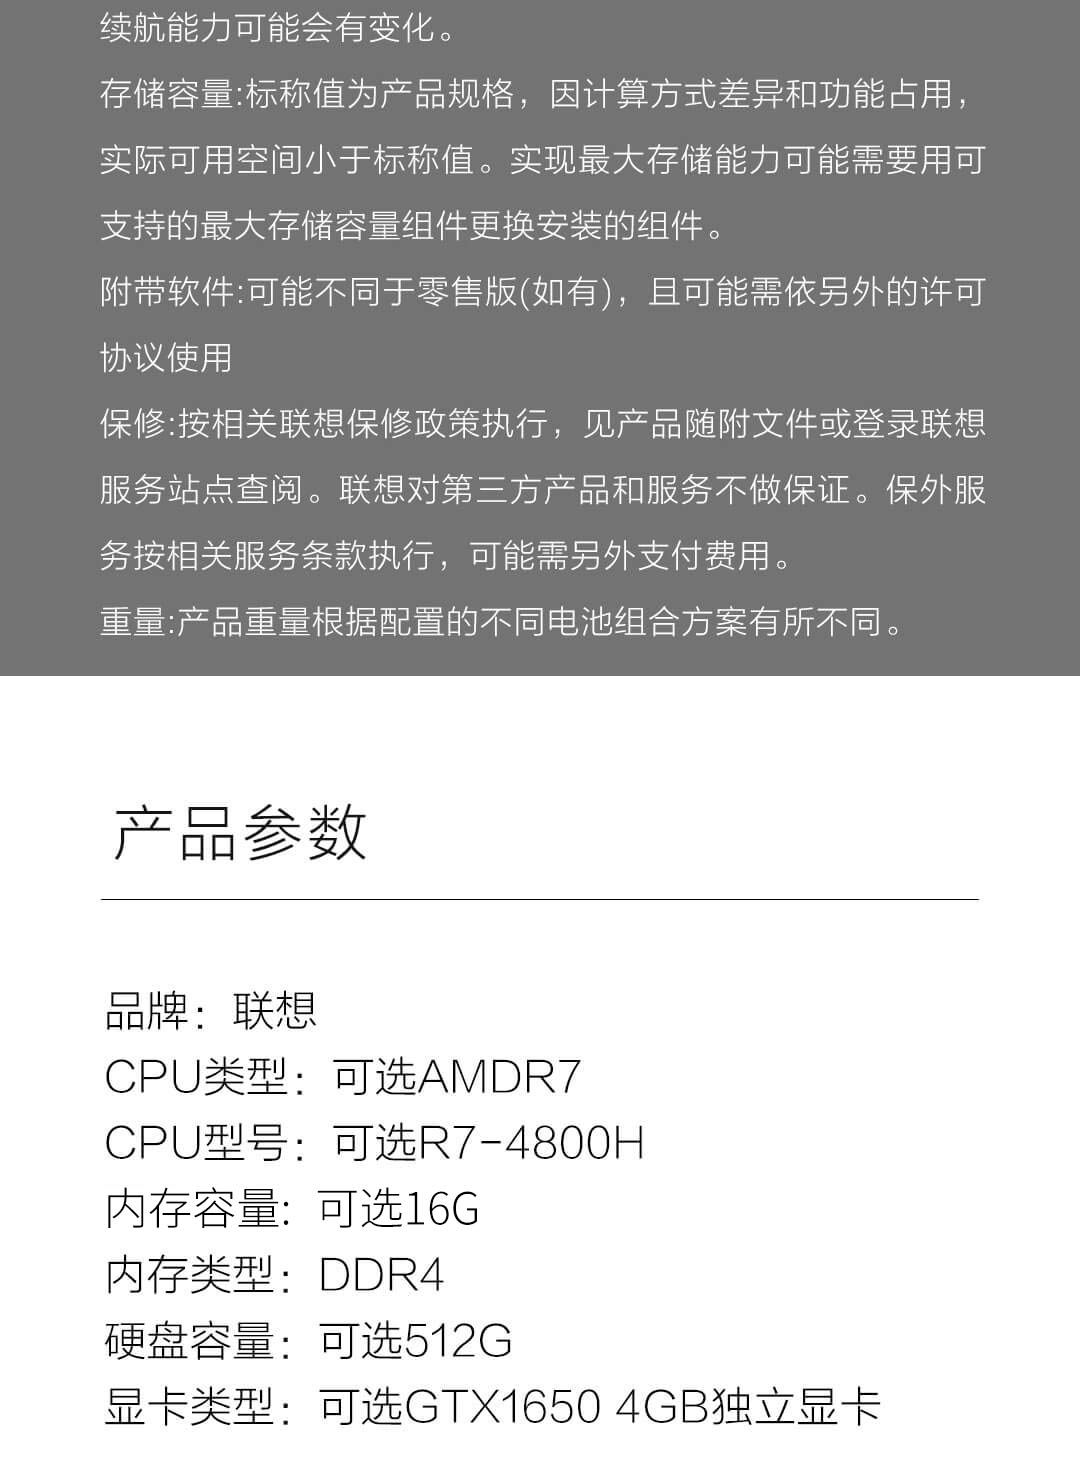 续航能力可能会有变化。
存储容量:标称值为产品规格，因计算方式差异和功能占用，
实际可用空间小于标称值。实现最大存储能力可能需要用可
支持的最大存储容量组件更换安装的组件。
附带软件:可能不同于零售版(如有)，且可能需依另外的许可
协议使用
保修:按相关联想保修政策执行，见产品随附文件或登录联想
服务站点查阅。联想对第三方产品和服务不做保证。保外服
务按相关服务条款执行，可能需另外支付费用。
重量:产品重量根据配置的不同电池组合方案有所不同。
产品参数
品牌：联想
CPU类型：可选AMDR7
CPU型号：可选R7-4800H
内存容量：可选16G
内存类型：DDR4
硬盘容量：可选512G
显卡类型：可选GTX1650 4GB独立显卡